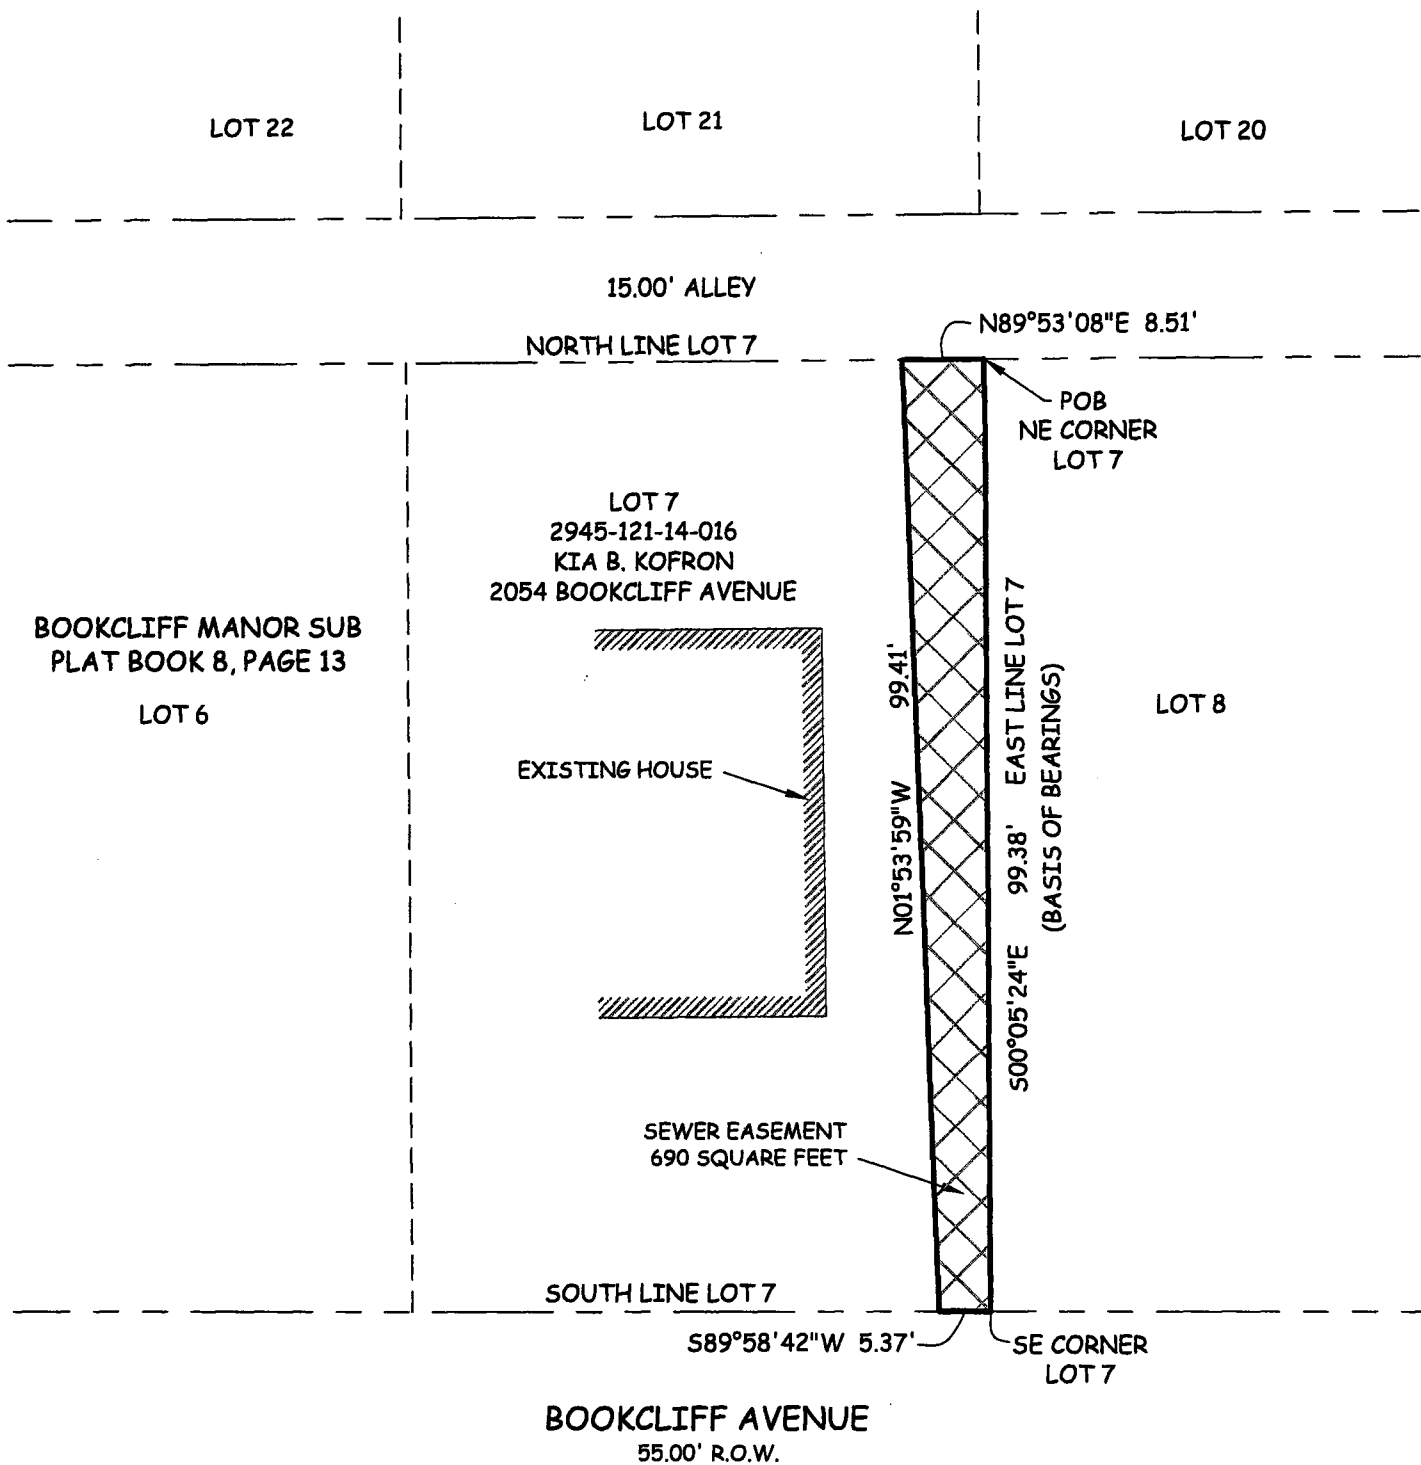 LOT 22
LOT 21
LOT 20
15.00' ALLEY
N89°53'08"E 8.51'
NORTH LINE LOT 7
POB
NE CORNER
LOT 7
LOT 7
2945-121-14-016
KIA B. KOFRON
2054 BOOKCLIFF AVENUE
BOOKCLIFF MANOR SUB
PLAT BOOK 8, PAGE 13
LOT 6
EXISTING HOUSE
N01°53'59"W 99.41'
S00°05'24"E 99.38' EAST LINE LOT 7
(BASIS OF BEARINGS)
LOT 8
SEWER EASEMENT
690 SQUARE FEET
SOUTH LINE LOT 7
S89°58'42"W 5.37'
SE CORNER
LOT 7
BOOKCLIFF AVENUE
55.00' R.O.W.